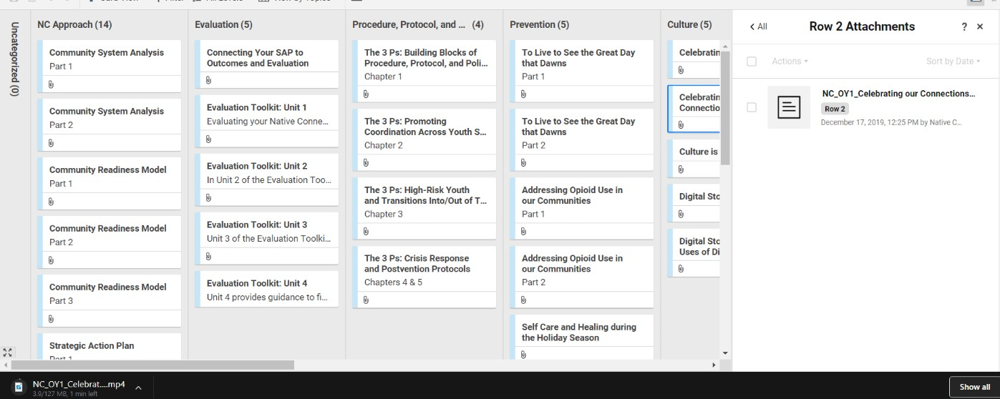 Uncategorized (0)
NC Approach (14)
Community System Analysis
Part 1
Community System Analysis
Part 2
Community Readiness Model
Part 1
Community Readiness Model
Part 2
Community Readiness Model
Part 3
Strategic Action Plan
Part 1
Evaluation (5)
Connecting Your SAP to
Outcomes and Evaluation
Evaluation Toolkit: Unit 1
Evaluating your Native Conne...
Evaluation Toolkit: Unit 2
In Unit 2 of the Evaluation Too...
Evaluation Toolkit: Unit 3
Unit 3 of the Evaluation Toolki...
Evaluation Toolkit: Unit 4
Unit 4 provides guidance to fi...
Procedure, Protocol, and ... (4)
The 3 Ps: Building Blocks of
Procedure, Protocol, and Poli...
Chapter 1
The 3 Ps: Promoting
Coordination Across Youth S...
Chapter 2
The 3 Ps: High-Risk Youth
and Transitions Into/Out of T...
Chapter 3
The 3 Ps: Crisis Response
and Postvention Protocols
Chapters 4 & 5
Prevention (5)
To Live to See the Great Day
that Dawns
Part 1
To Live to See the Great Day
that Dawns
Part 2
Addressing Opioid Use in
our Communities
Part 1
Addressing Opioid Use in
our Communities
Part 2
Self Care and Healing during
the Holiday Season
Culture (5)
Celebratin
Celebratin
Connectio
Culture is
Digital Sto
Digital Sto
Uses of Di
< All
Row 2 Attachments
? ×
Actions
Sort by Date
NC_OY1_Celebrating our Connections...
Row 2
December 17, 2019, 12:25 PM by Native C...
NC_OY1_Celebrat....mp4
3.9/127 MB, 1 min left
Show all